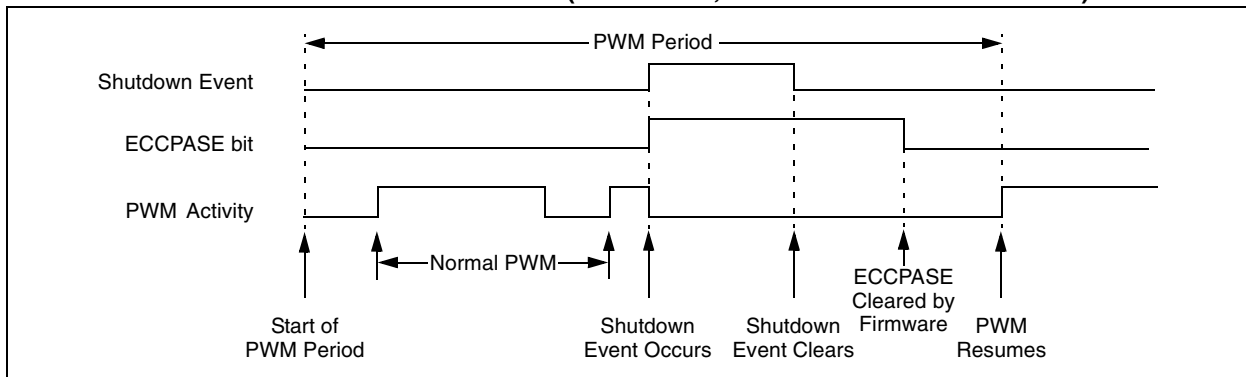 PWM Period
Shutdown Event
ECCPASE bit
PWM Activity
Normal PWM
Start of
PWM Period
Shutdown
Event Occurs
Shutdown
Event Clears
ECCPASE
Cleared by
Firmware
PWM
Resumes